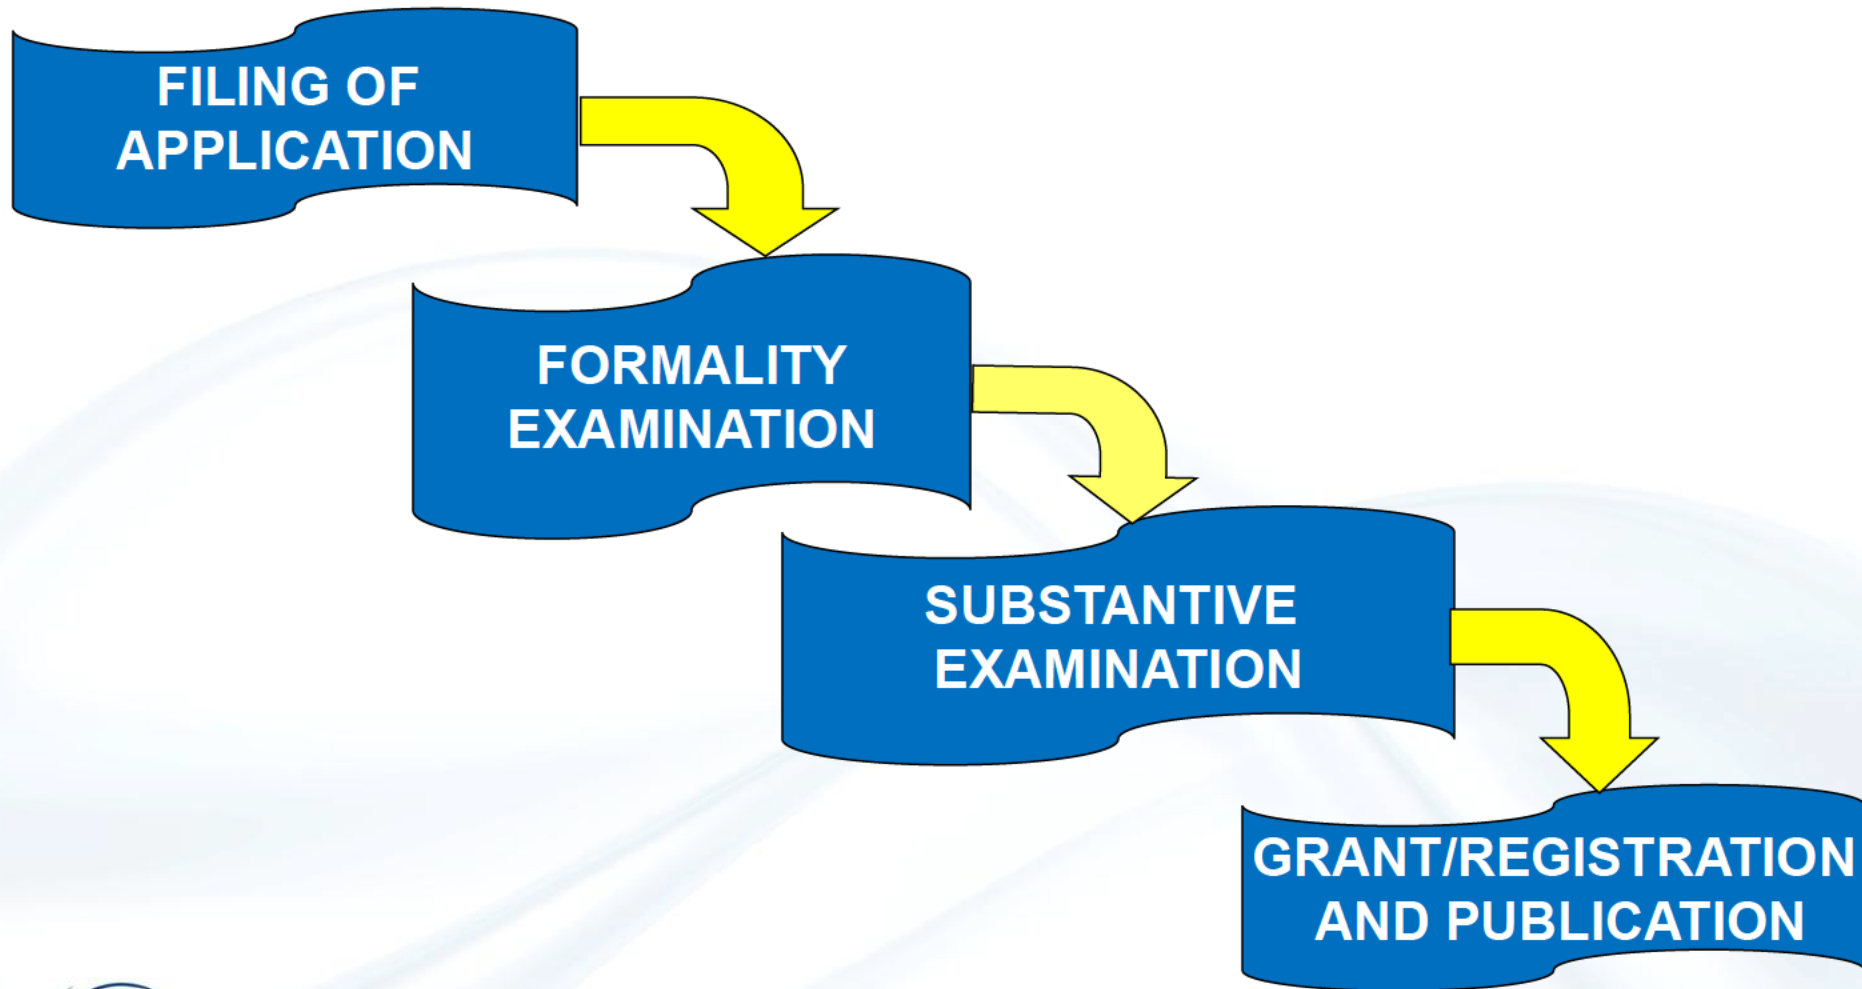 FILING OF
APPLICATION
FORMALITY
EXAMINATION
SUBSTANTIVE
EXAMINATION
GRANT/REGISTRATION
AND PUBLICATION